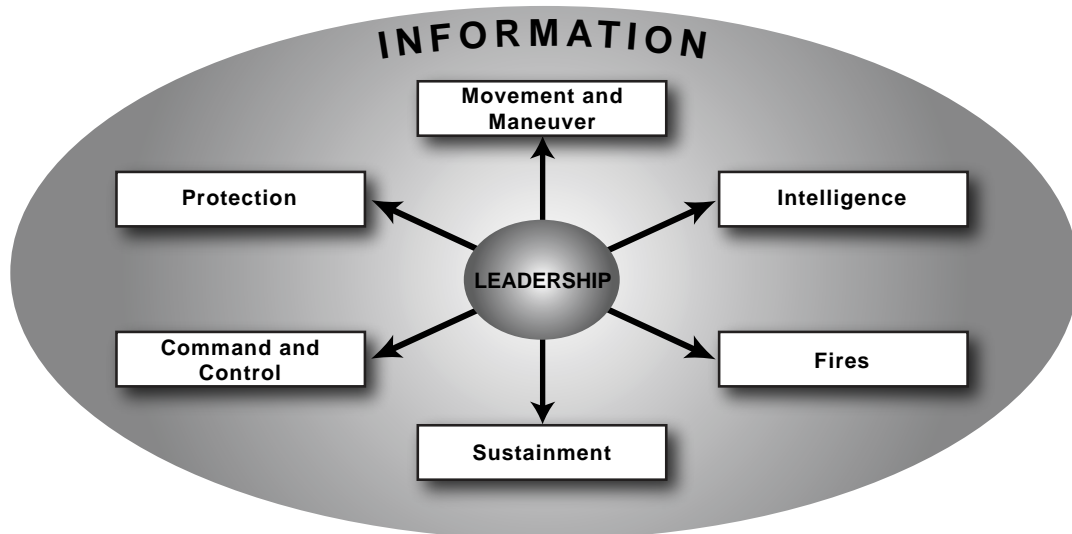 INFORMATION
Movement and
Maneuver
Protection
Intelligence
LEADERSHIP
Command and
Control
Fires
Sustainment